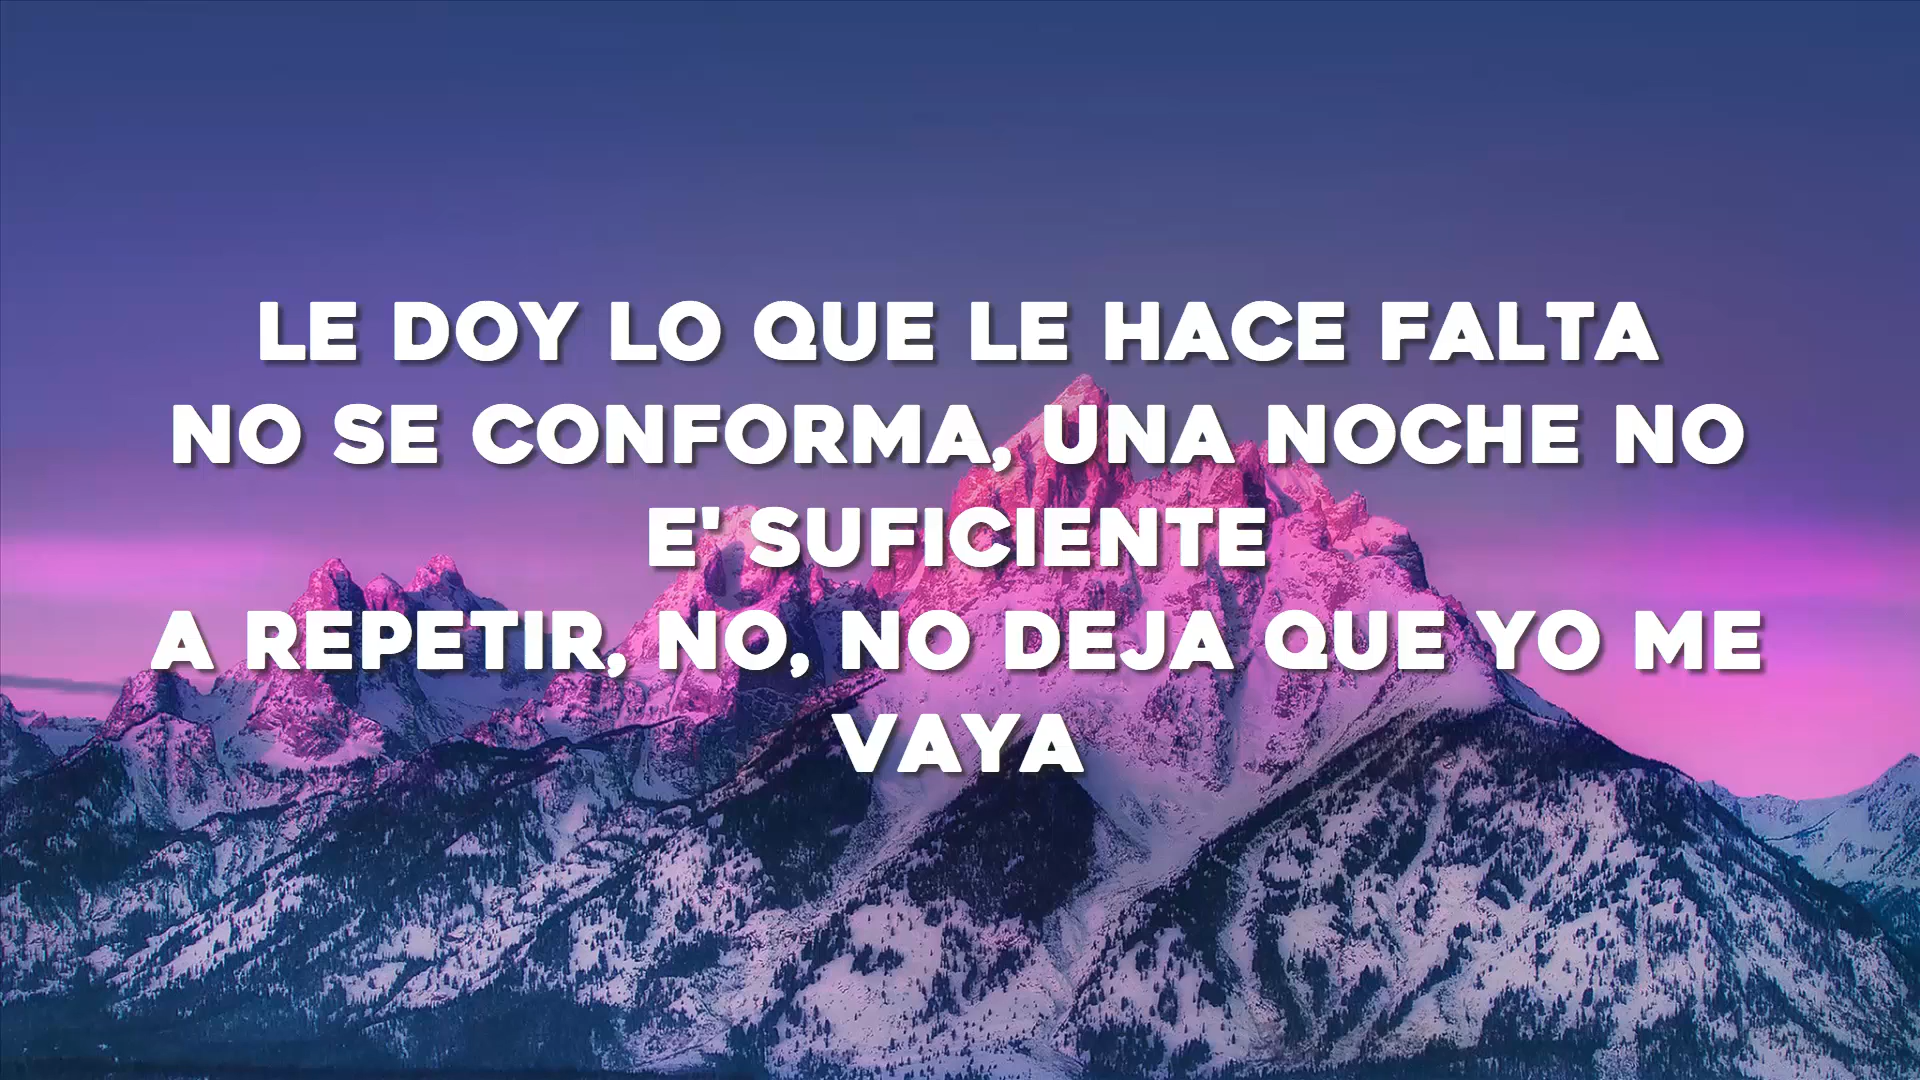 LE DOY LO QUE LE HACE FALTA
NO SE CONFORMA, UNA NOCHE NO
E' SUFICIENTE
A REPETIR, NO, NO DEJA QUE YO ME
VAYA